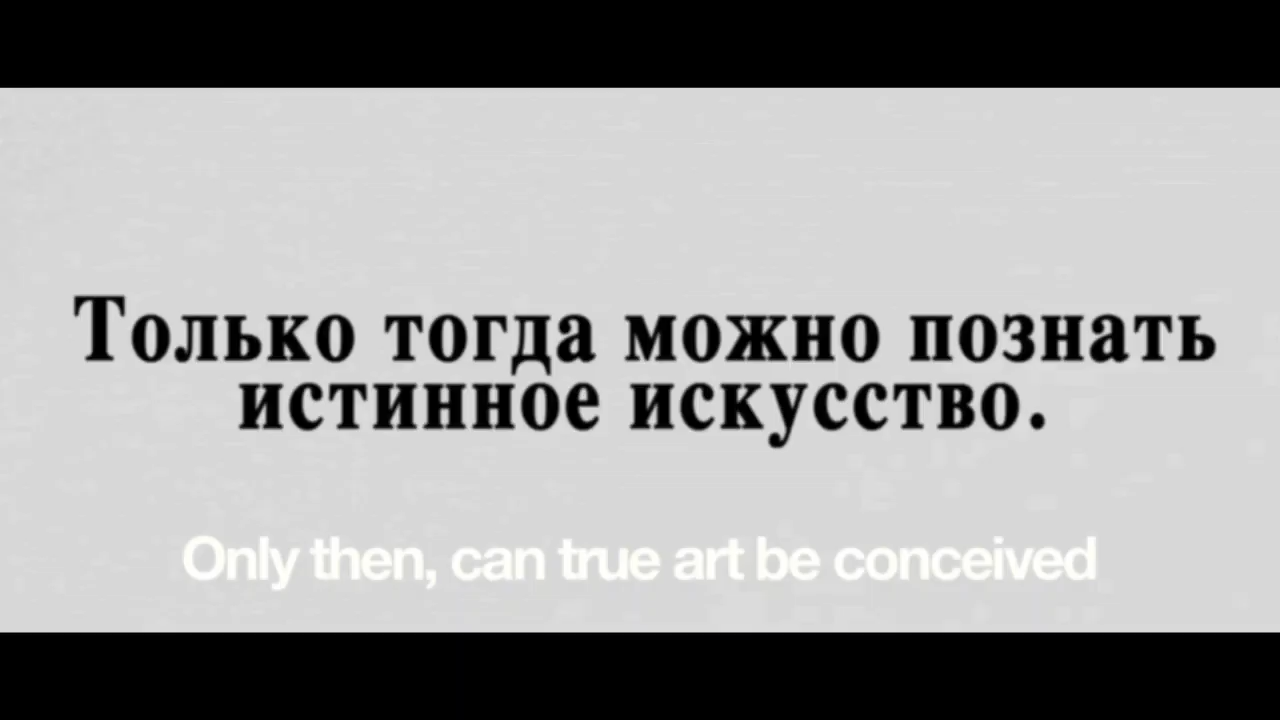 Только тогда можно познать
истинное искусство.
Only then, can true art be conceived